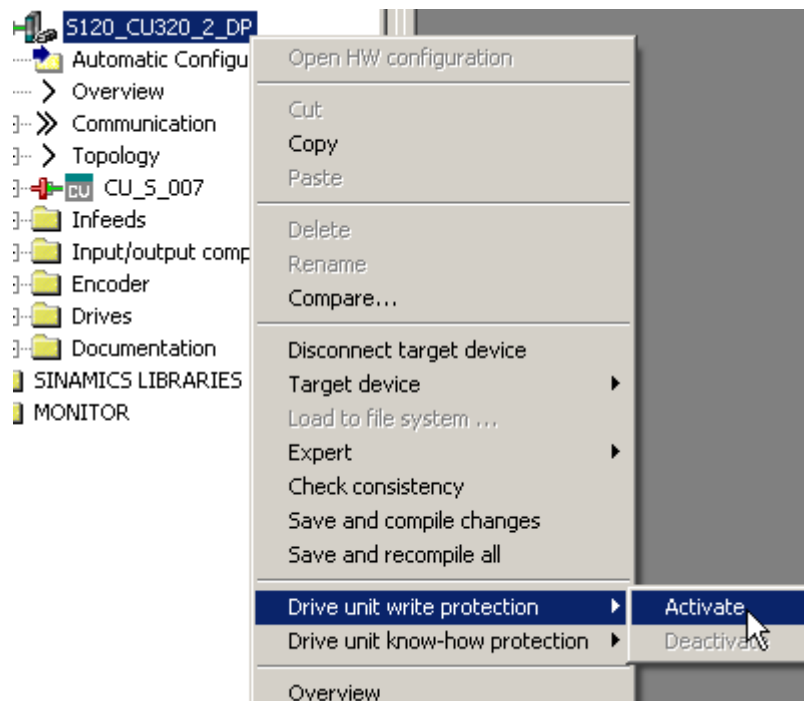 S120_CU320_2_DP
Automatic Configu
Overview
Communication
Topology
CU CU_S_007
Infeeds
Input/output comp
Encoder
Drives
Documentation
SINAMICS LIBRARIES
MONITOR
Open HW configuration
Cut
Copy
Paste
Delete
Rename
Compare...
Disconnect target device
Target device
Load to file system ...
Expert
Check consistency
Save and compile changes
Save and recompile all
Drive unit write protection
Drive unit know-how protection
Overview
Activate
Deactivate